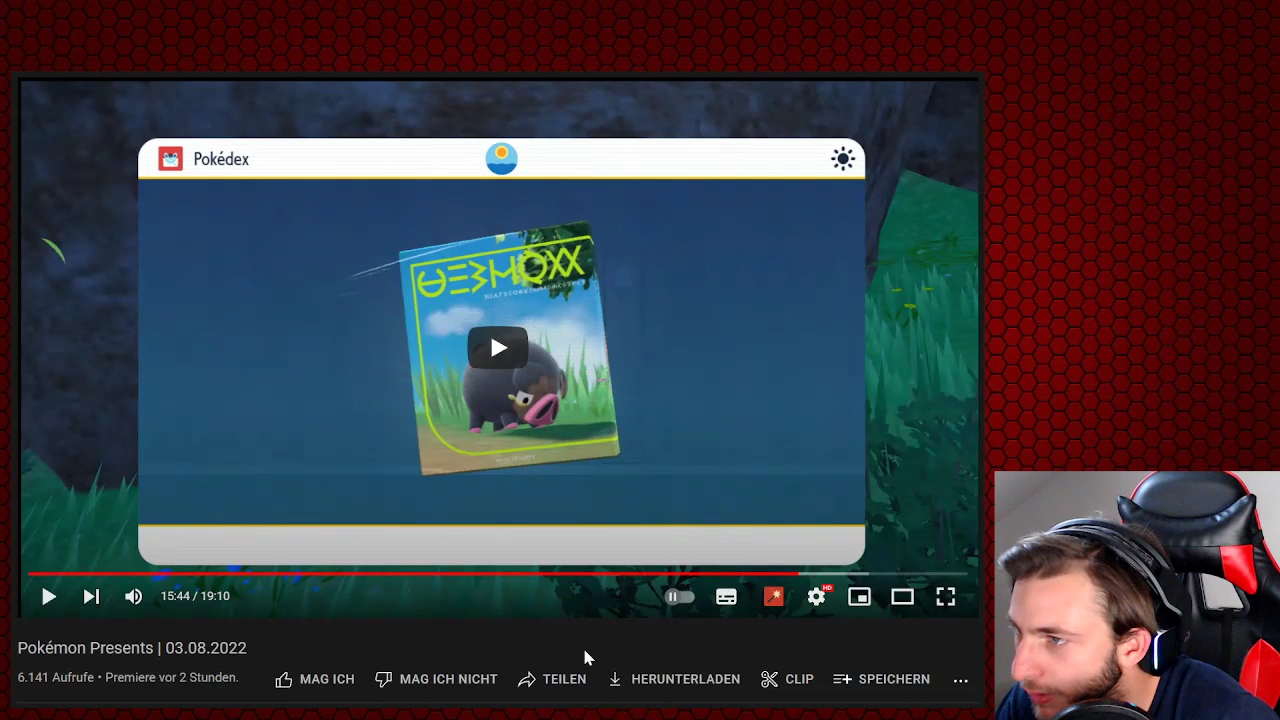 Pokédex
15:44 / 19:10
HD
Pokémon Presents | 03.08.2022
6.141 Aufrufe • Premiere vor 2 Stunden.
MAG ICH
MAG ICH NICHT
TEILEN
HERUNTERLADEN
CLIP
SPEICHERN